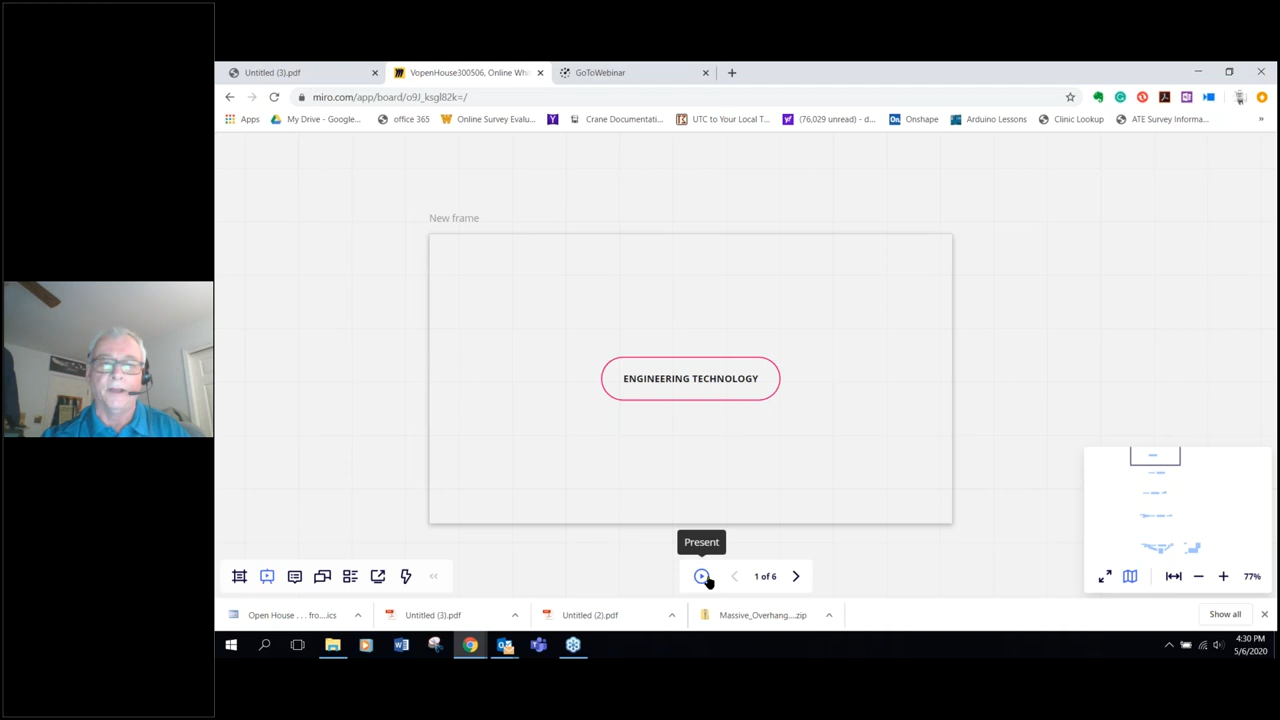 Untitled (3).pdf
VopenHouse300506, Online Wh
GoToWebinar
miro.com/app/board/o9J_ksgl82k=/
Apps
My Drive - Google...
office 365
Online Survey Evalu...
Crane Documentati...
UTC to Your Local T...
(76,029 unread) - d...
On
Onshape
Arduino Lessons
Clinic Lookup
ATE Survey Informa...
New frame
ENGINEERING TECHNOLOGY
Present
1 of 6
77%
Open House . . . fro....ics
Untitled (3).pdf
Untitled (2).pdf
Massive_Overhang....zip
Show all
4:30 PM
5/6/2020